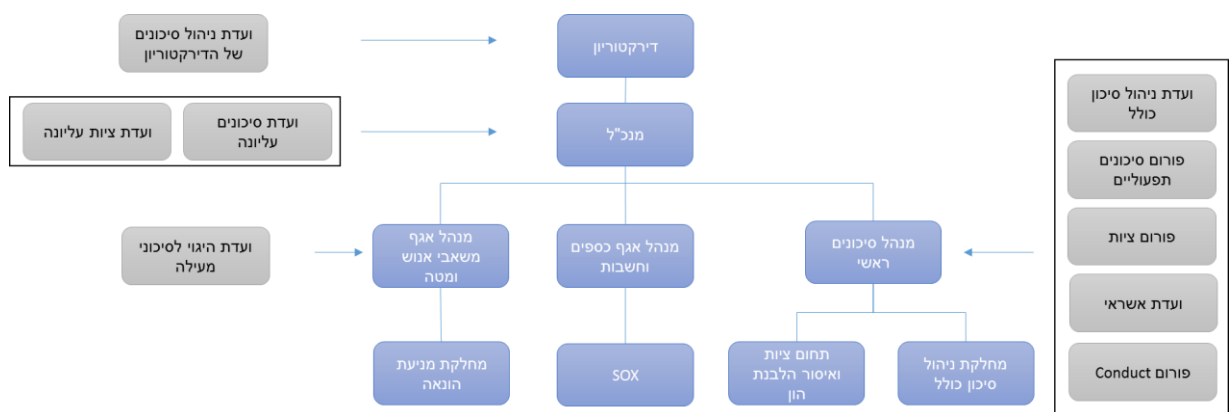 דירקטוריון
ועדת ניהול סיכונים
של הדירקטוריון
מנכ"ל
ועדת סיכונים
עליונה
ועדת ציות עליונה
ועדת ניהול סיכון
כולל
פורום סיכונים
תפעוליים
פורום ציות
ועדת אשראי
פורום Conduct
מנהל סיכונים
ראשי
מנהל אגף כספים
וחשבות
מנהל אגף
משאבי אנוש
ומטה
ועדת היגוי לסיכוני
מעילה
מחלקת ניהול
סיכון כולל
תחום ציות
ואיסור הלבנת
הון
SOX
מחלקת מניעת
הונאה